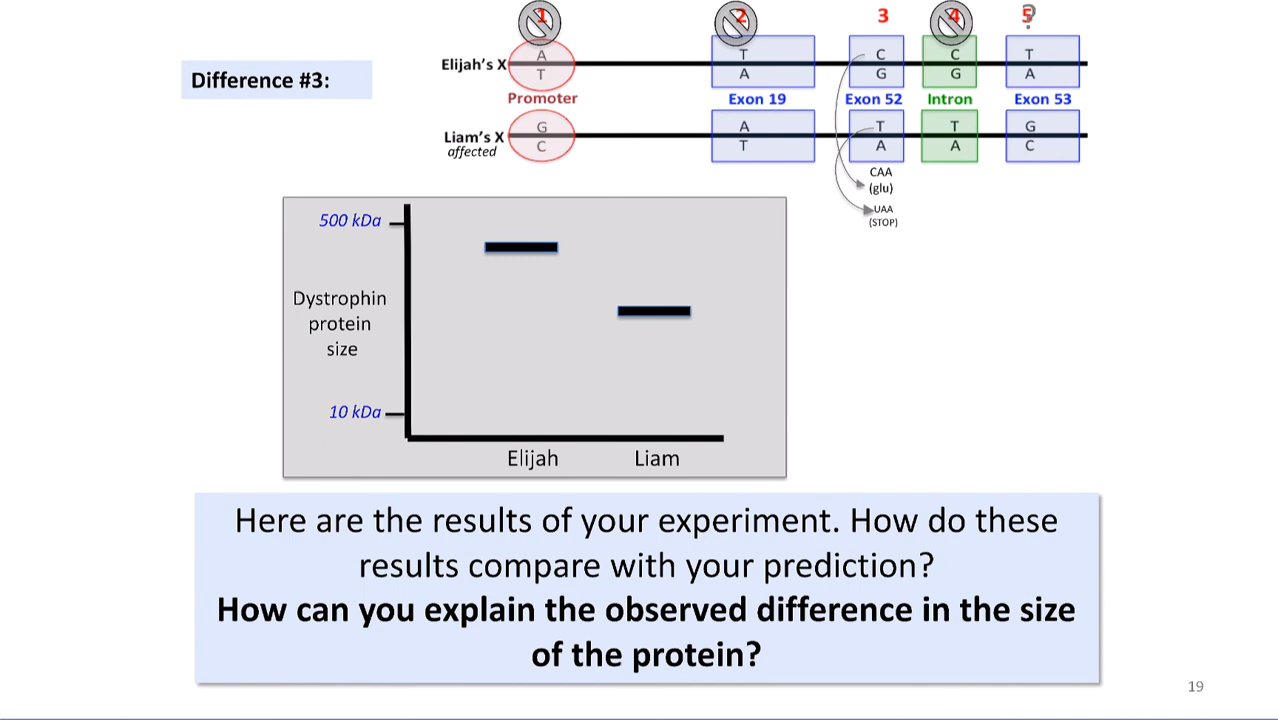 1 2 3 4 5 ?
Difference #3:
Elijah's X
A T C C T
T A G G A
Promoter Exon 19 Exon 52 Intron Exon 53
Liam's X
affected
G A T T G
C T A A C
CAA
(glu)
UAA
(STOP)
500 kDa
Dystrophin
protein
size
10 kDa
Elijah Liam
Here are the results of your experiment. How do these
results compare with your prediction?
How can you explain the observed difference in the size
of the protein?
19